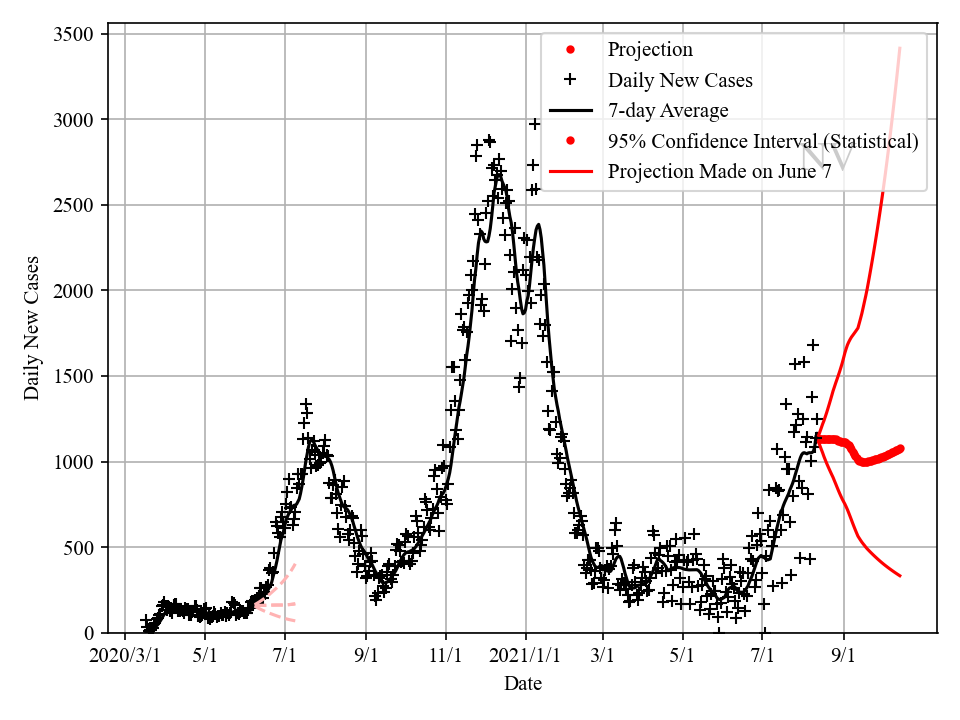 3500
3000
2500
2000
1500
1000
500
0
Daily New Cases
Projection
Daily New Cases
7-day Average
95% Confidence Interval (Statistical)
Projection Made on June 7
NV
2020/3/1 5/1 7/1 9/1 11/1 2021/1/1 3/1 5/1 7/1 9/1
Date